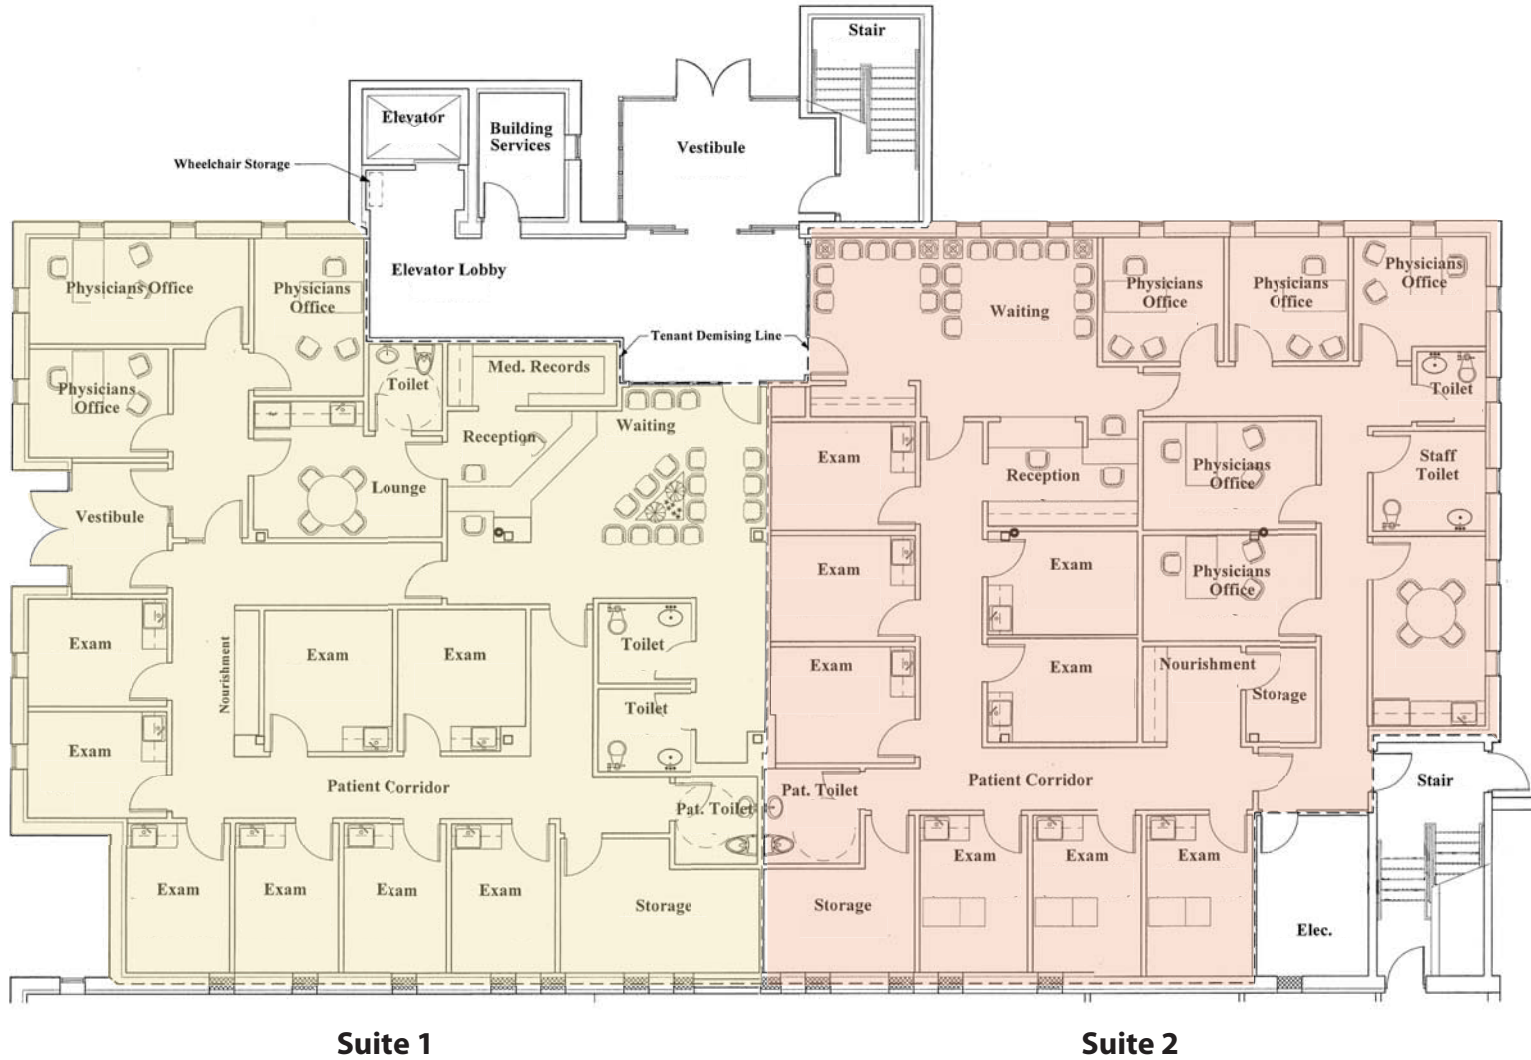 Stair
Elevator
Building
Services
Vestibule
Wheelchair Storage
Elevator Lobby
Tenant Demising Line
Physicians Office
Physicians
Office
Physicians
Office
Toilet
Med. Records
Reception
Waiting
Lounge
Vestibule
Exam
Exam
Nourishment
Exam
Exam
Toilet
Toilet
Patient Corridor
Pat. Toilet
Exam
Exam
Exam
Exam
Storage
Waiting
Physicians
Office
Physicians
Office
Physicians
Office
Toilet
Exam
Reception
Physicians
Office
Staff
Toilet
Exam
Exam
Physicians
Office
Exam
Exam
Nourishment
Storage
Pat. Toilet
Patient Corridor
Stair
Exam
Exam
Exam
Storage
Elec.
Suite 1
Suite 2